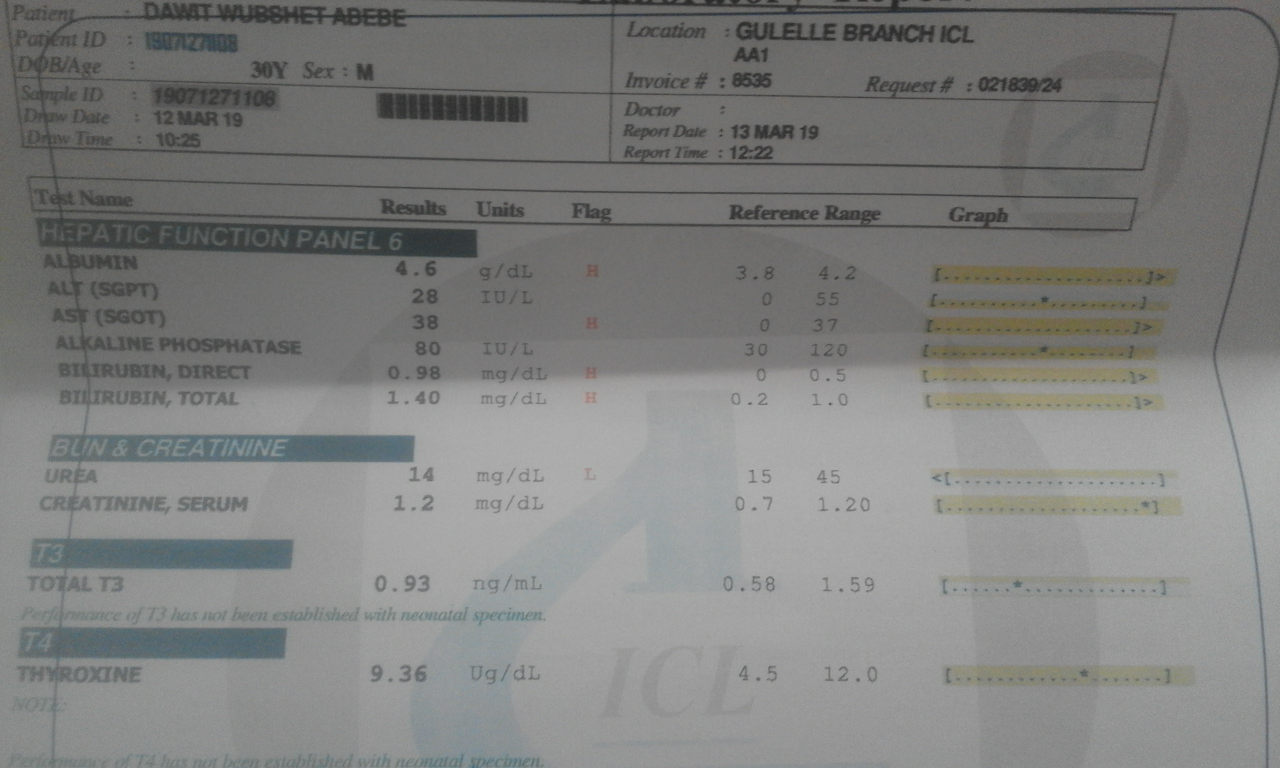 Laboratory Report
Patient : DAWIT WUBSHET ABEBE
Patient ID : 1907127808
DOB/Age : 30Y Sex : M
Sample ID : 19071271108
Draw Date : 12 MAR 19
Draw Time : 10:25
Location : GULELLE BRANCH ICL
AA1
Invoice # : 8535 Request # : 021839/24
Doctor :
Report Date : 13 MAR 19
Report Time : 12:22
Test Name Results Units Flag Reference Range Graph
HEPATIC FUNCTION PANEL 6
ALBUMIN 4.6 g/dL H 3.8 4.2 [.....................]>
ALT (SGPT) 28 IU/L 0 55 [..........*.........]
AST (SGOT) 38 H 0 37 [.....................]>
ALKALINE PHOSPHATASE 80 IU/L 30 120 [...........*........]
BILIRUBIN, DIRECT 0.98 mg/dL H 0 0.5 [.....................]>
BILIRUBIN, TOTAL 1.40 mg/dL H 0.2 1.0 [.....................]>
BUN & CREATININE
UREA 14 mg/dL L 15 45 <[.....................]
CREATININE, SERUM 1.2 mg/dL 0.7 1.20 [...................*]
T3
TOTAL T3 0.93 ng/mL 0.58 1.59 [......*.............]
Performance of T3 has not been established with neonatal specimen.
T4
THYROXINE 9.36 Ug/dL 4.5 12.0 [............*.......]
NOTE:
ICL
Performance of T4 has not been established with neonatal specimen.